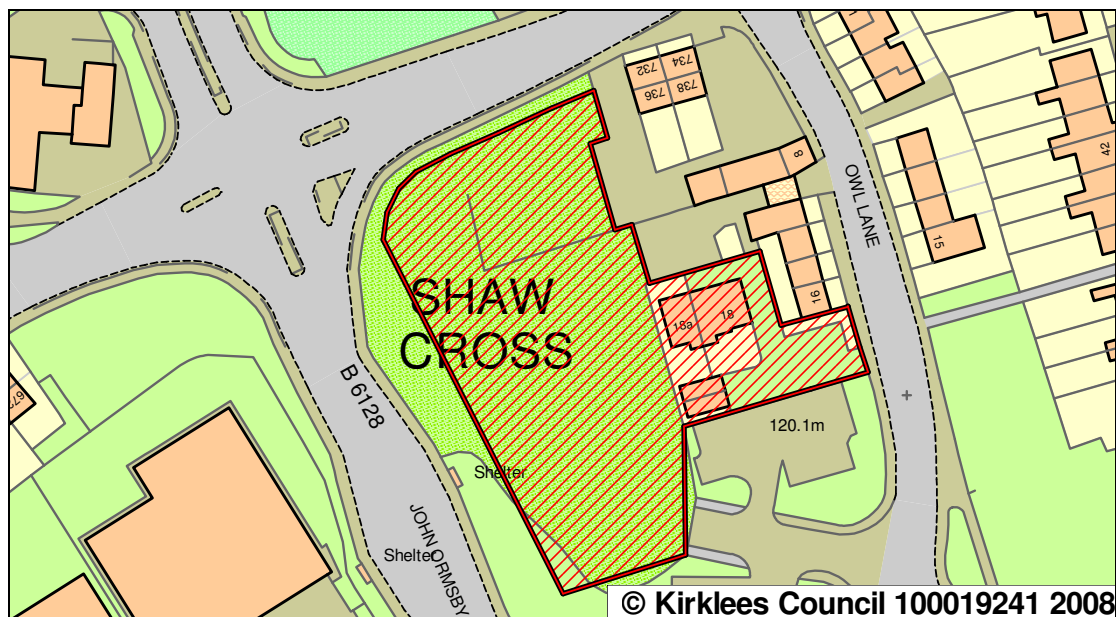 732
734
736
738
8
OWL LANE
42
15
16
SHAW
CROSS
18a
18
B 6128
673
120.1m
Shelter
Shelter
JOHN ORMSBY
© Kirklees Council 100019241 2008